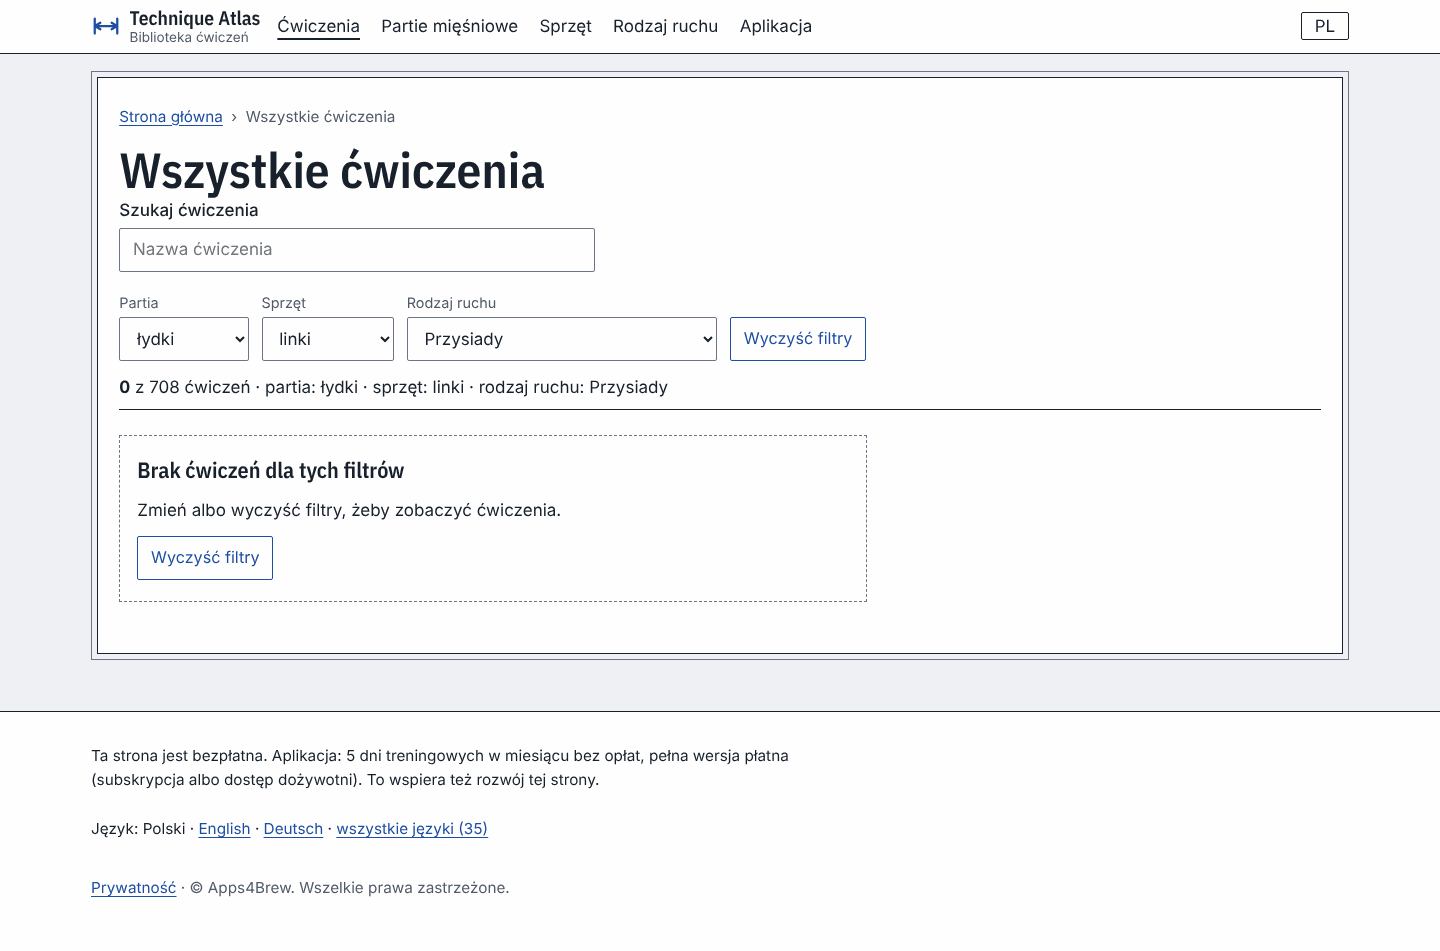 Technique Atlas
Biblioteka ćwiczeń
Ćwiczenia
Partie mięśniowe
Sprzęt
Rodzaj ruchu
Aplikacja
PL
Strona główna › Wszystkie ćwiczenia
Wszystkie ćwiczenia
Szukaj ćwiczenia
Nazwa ćwiczenia
Partia
Sprzęt
Rodzaj ruchu
łydki
linki
Przysiady
Wyczyść filtry
0 z 708 ćwiczeń · partia: łydki · sprzęt: linki · rodzaj ruchu: Przysiady
Brak ćwiczeń dla tych filtrów
Zmień albo wyczyść filtry, żeby zobaczyć ćwiczenia.
Wyczyść filtry
Ta strona jest bezpłatna. Aplikacja: 5 dni treningowych w miesiącu bez opłat, pełna wersja płatna
(subskrypcja albo dostęp dożywotni). To wspiera też rozwój tej strony.
Język: Polski · English · Deutsch · wszystkie języki (35)
Prywatność · © Apps4Brew. Wszelkie prawa zastrzeżone.